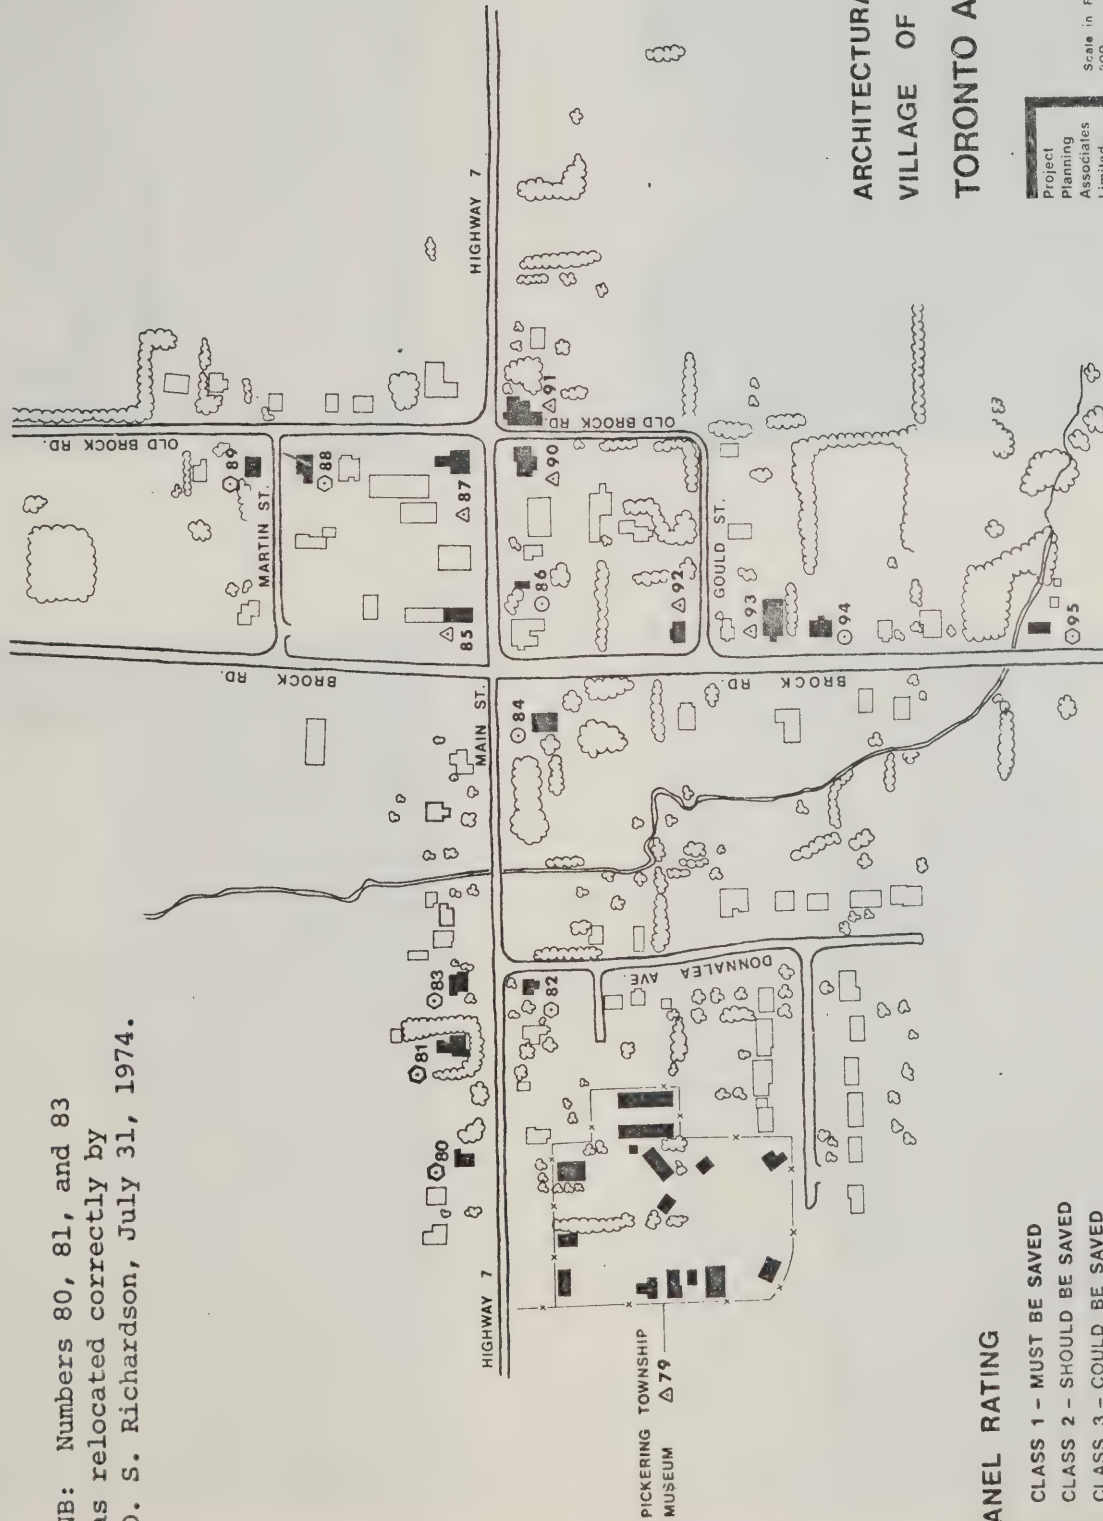 NB: Numbers 80, 81, and 83
as relocated correctly by
D. S. Richardson, July 31, 1974.
HIGHWAY 7
OLD BROCK RD.
89
MARTIN ST.
88
87
85
BROCK RD.
91
OLD BROCK RD.
90
86
92
GOULD ST.
93
94
95
MAIN ST.
84
BROCK RD.
83
81
80
82
DONNALEA AVE.
HIGHWAY 7
PICKERING TOWNSHIP
MUSEUM 79
ARCHITECTURA
VILLAGE OF
TORONTO A
Project
Planning
Associates
Limited
Scale in F
ANEL RATING
CLASS 1 - MUST BE SAVED
CLASS 2 - SHOULD BE SAVED
CLASS 3 - COULD BE SAVED